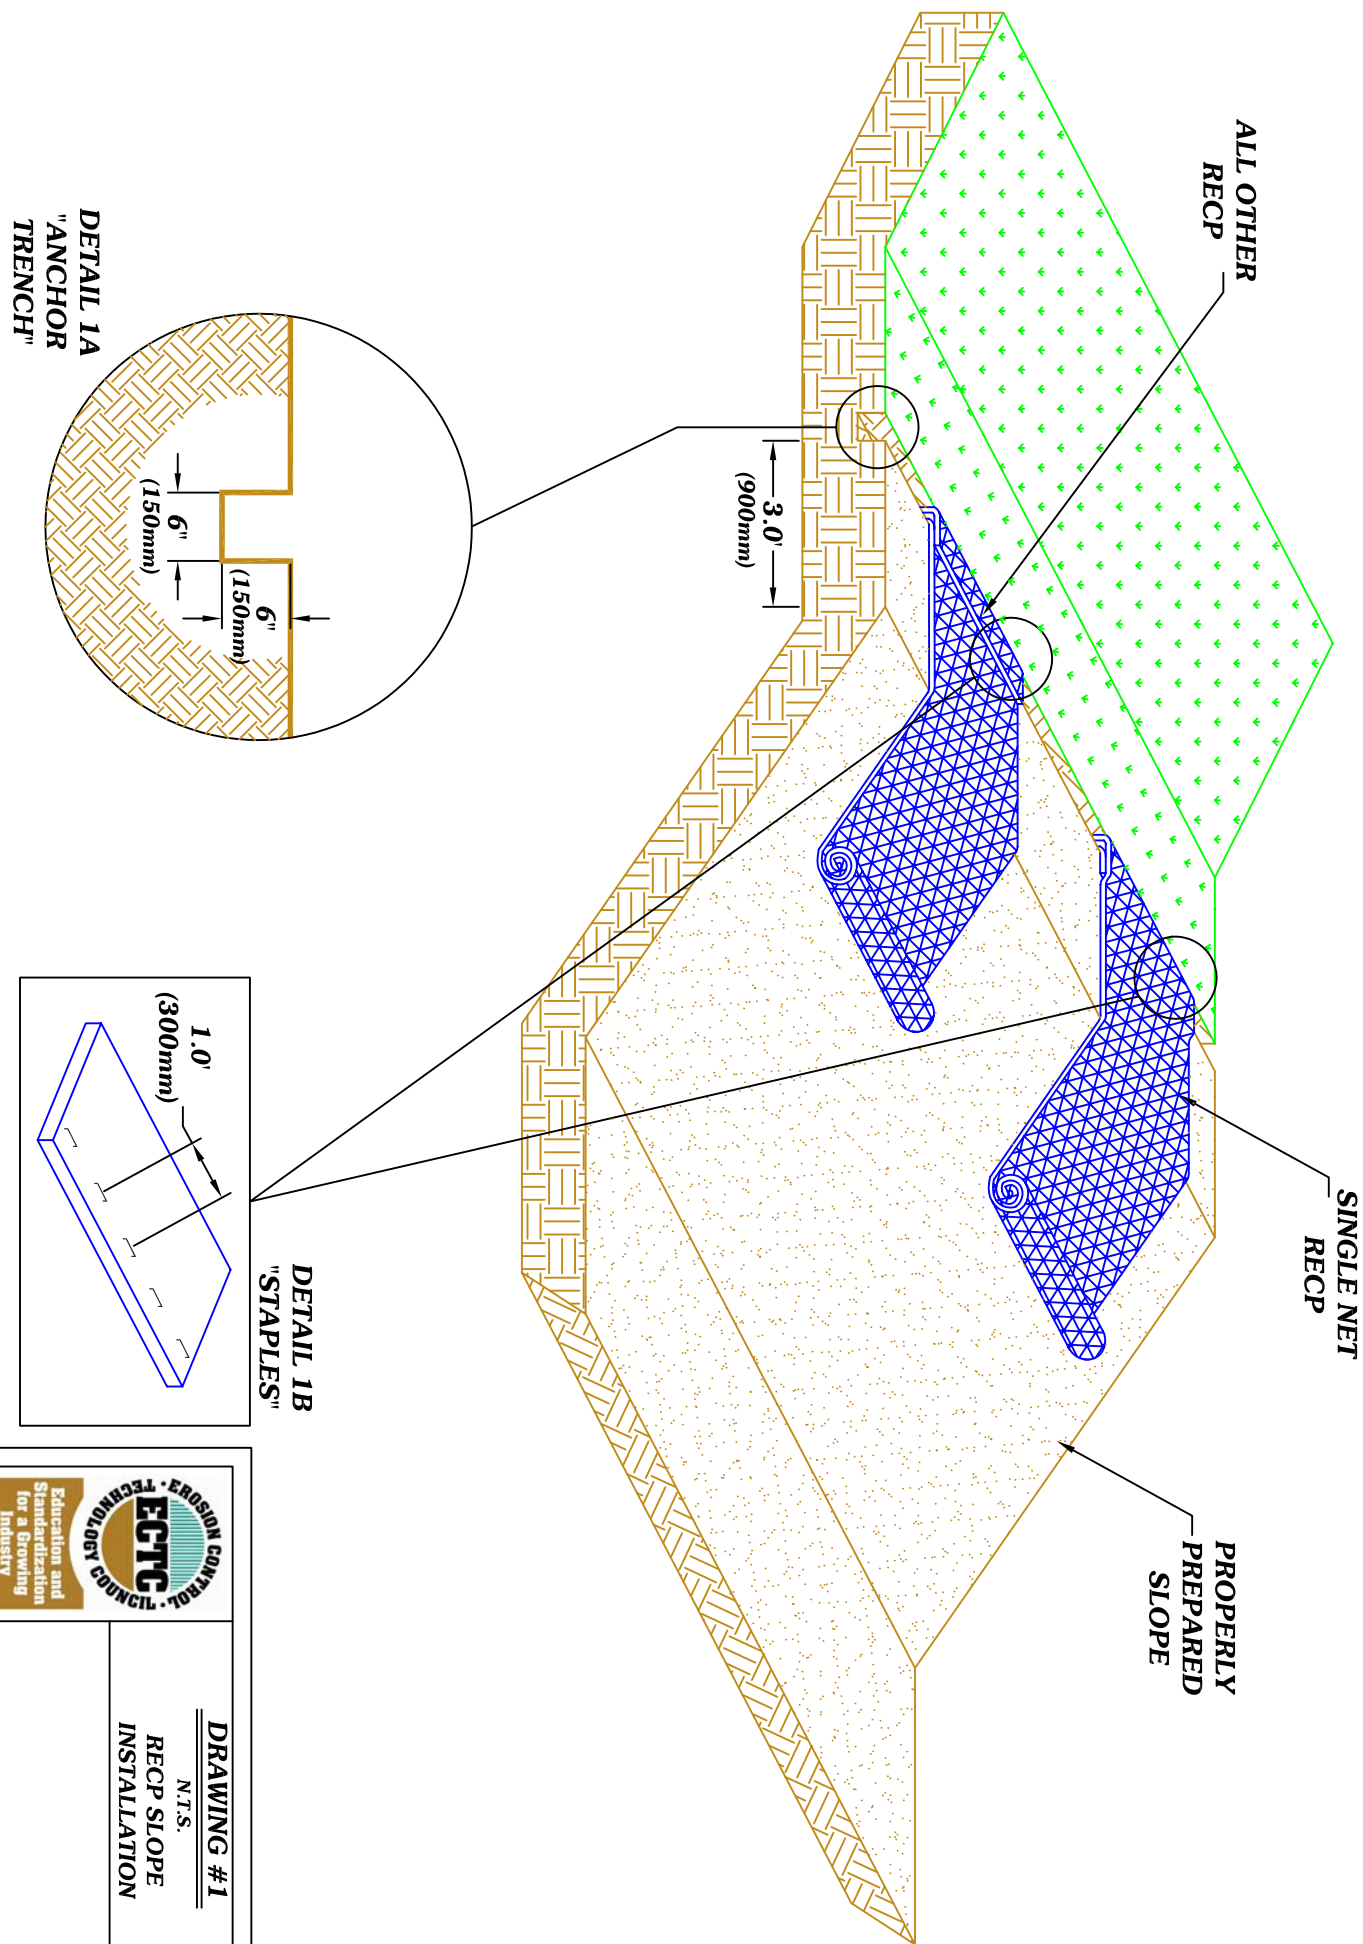 ALL OTHER
RECP
SINGLE NET
RECP
PROPERLY
PREPARED
SLOPE
3.0'
(900mm)
DETAIL 1A
"ANCHOR
TRENCH"
6"
(150mm)
6"
(150mm)
DETAIL 1B
"STAPLES"
1.0'
(300mm)
EROSION CONTROL
TECHNOLOGY COUNCIL
ECTC
Education and
Standardization
for a Growing
Industry
DRAWING #1
N.T.S.
RECP SLOPE
INSTALLATION